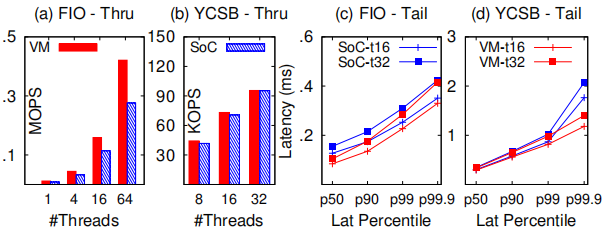 (a) FIO - Thru
.5
.3
.1
MOPS
VM
1 4 16 64
#Threads
(b) YCSB - Thru
150
120
90
60
30
KOPS
SoC
8 16 32
#Threads
(c) FIO - Tail
.6
.4
.2
Latency (ms)
SoC-t16
SoC-t32
p50 p90 p99 p99.9
Lat Percentile
(d) YCSB - Tail
3
2
1
VM-t16
VM-t32
p50 p90 p99 p99.9
Lat Percentile